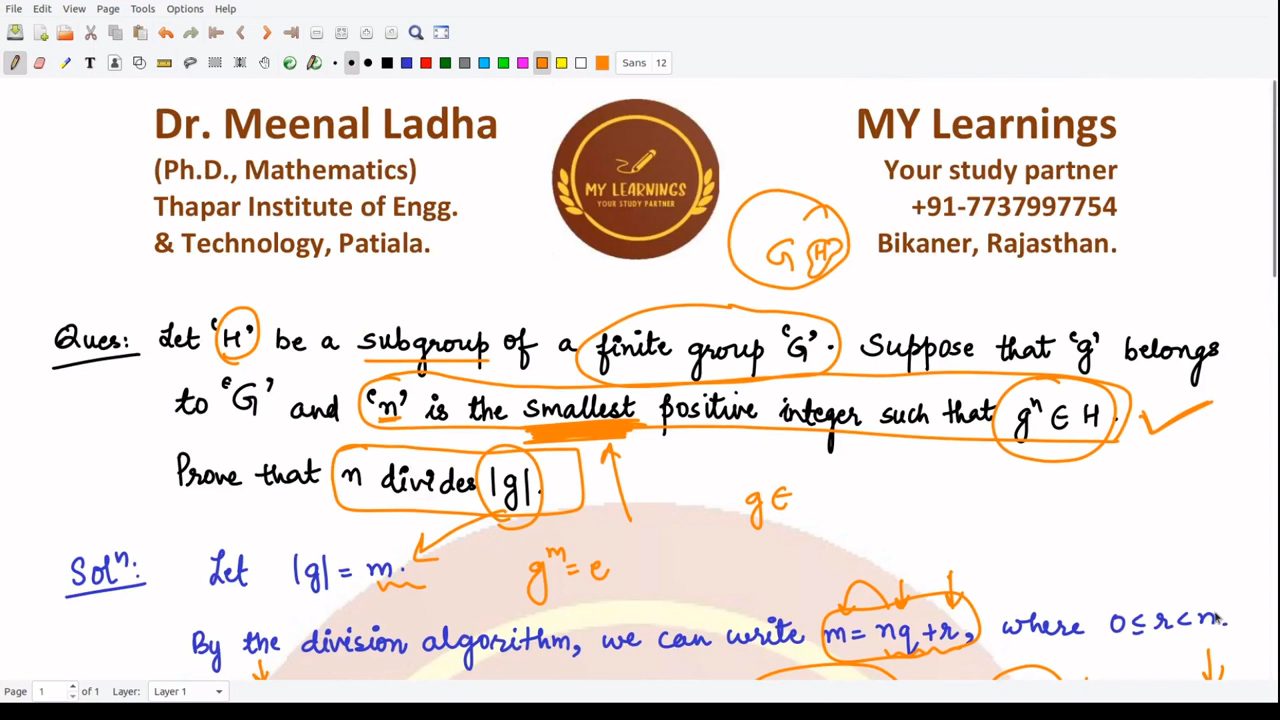 File Edit View Page Tools Options Help
Sans 12
Dr. Meenal Ladha
(Ph.D., Mathematics)
Thapar Institute of Engg.
& Technology, Patiala.
MY LEARNINGS
YOUR STUDY PARTNER
MY Learnings
Your study partner
+91-7737997754
Bikaner, Rajasthan.
G H
Ques: Let 'H' be a subgroup of a finite group 'G'. Suppose that 'g' belongs
to 'G' and 'n' is the smallest positive integer such that gⁿ ∈ H.
Prove that n divides |g|.
g ∈
Solⁿ: Let |g| = m. gᵐ = e
By the division algorithm, we can write m = nq + r, where 0 ≤ r < n.
Page 1 of 1 Layer: Layer 1